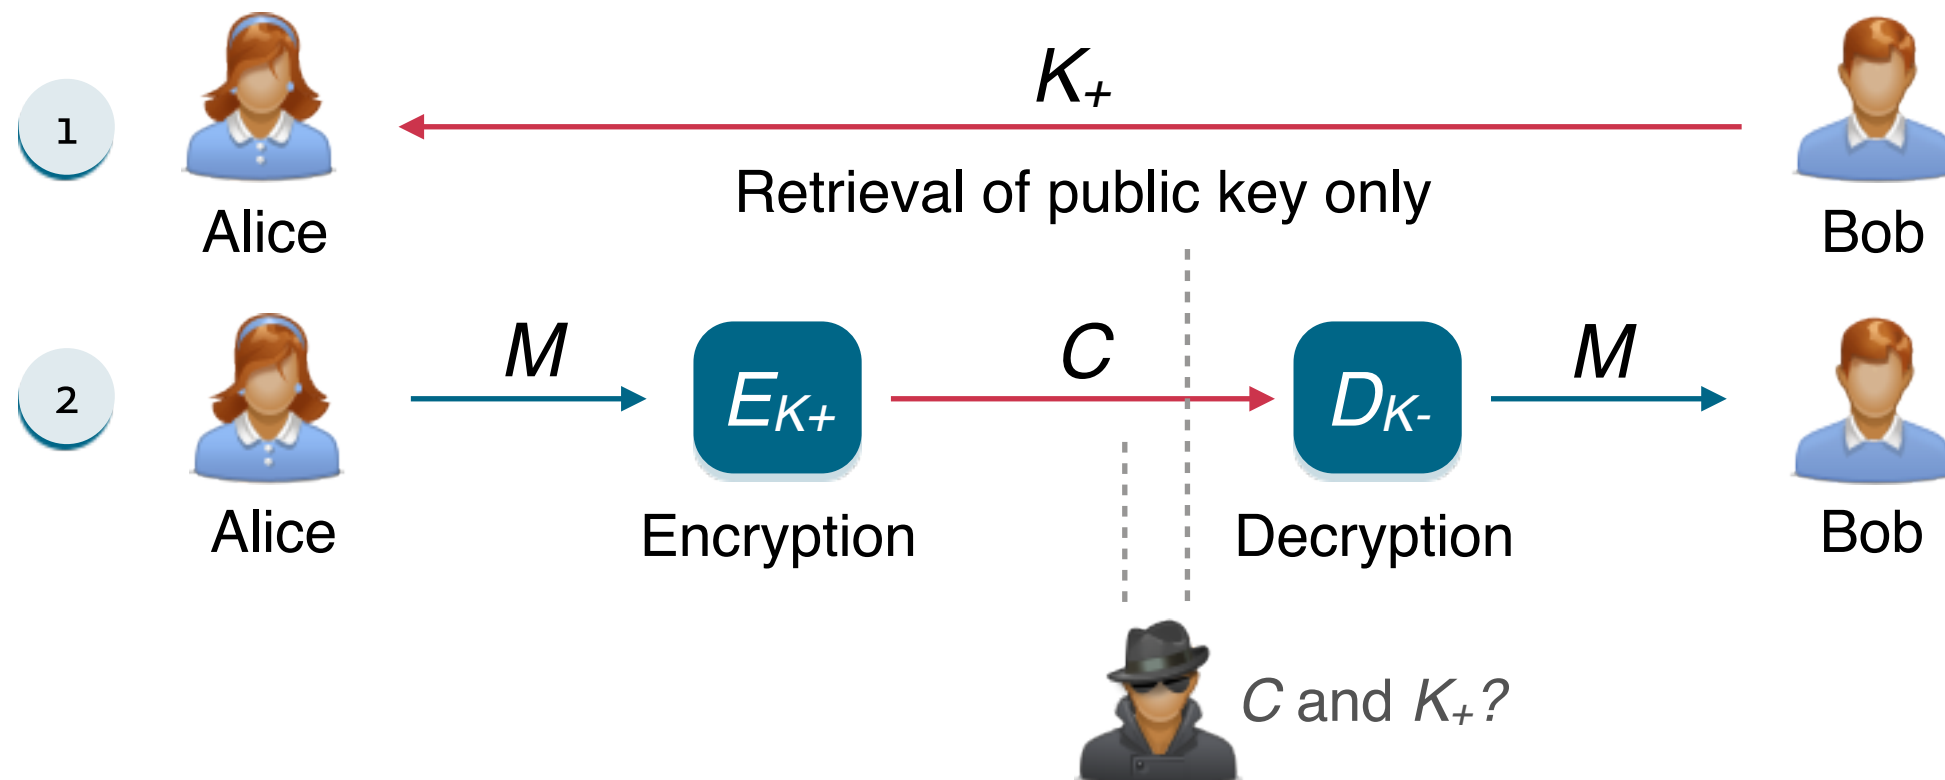 1
K+
Retrieval of public key only
Alice
Bob
2
M
EK+
C
DK-
M
Alice
Encryption
Decryption
Bob
C and K+?